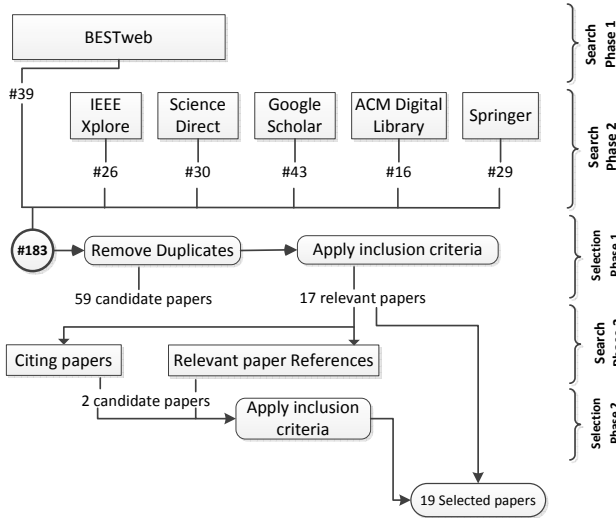 BESTweb
Search
Phase 1
#39
IEEE
Xplore
Science
Direct
Google
Scholar
ACM Digital
Library
Springer
Search
Phase 2
#26
#30
#43
#16
#29
#183
Remove Duplicates
Apply inclusion criteria
Selection
Phase 1
59 candidate papers
17 relevant papers
Citing papers
Relevant paper References
Search
2 candidate papers
Apply inclusion
criteria
Selection
Phase 2
19 Selected papers